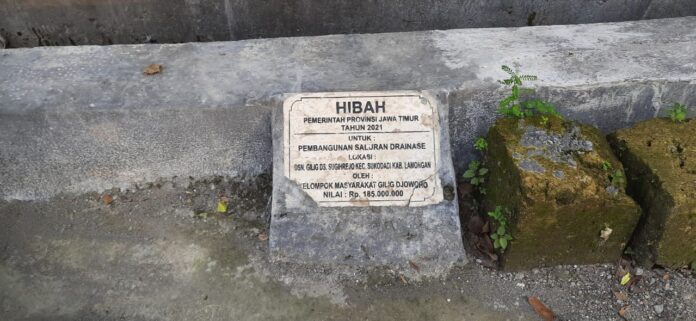 HIBAH
PEMERINTAH PROVINSI JAWA TIMUR
TAHUN 2021
UNTUK :
PEMBANGUNAN SALURAN DRAINASE
LOKASI :
DSN. GILIG DS. SUGIHREJO KEC. SUKODADI KAB. LAMONGAN
OLEH :
KELOMPOK MASYARAKAT GILIG DJOWORO
NILAI : Rp. 185.000.000